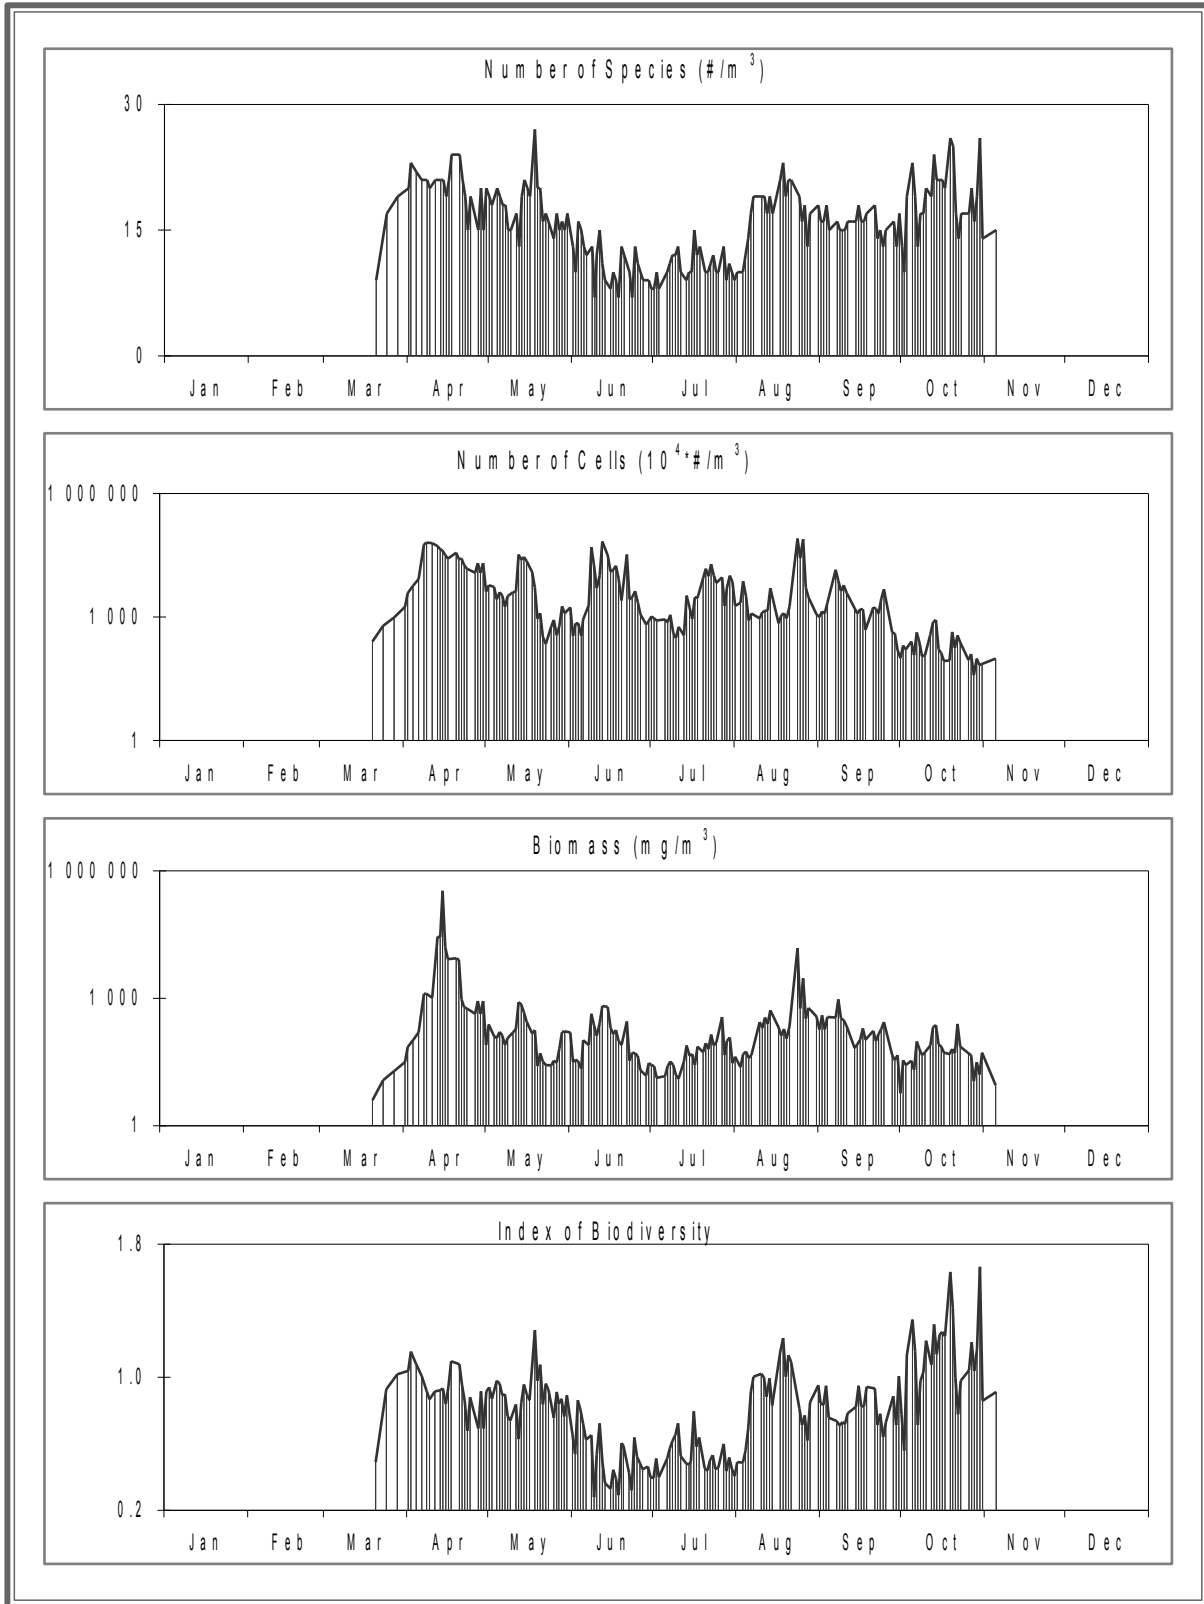 Number of Species (#/m³)
30
15
0
Jan Feb Mar Apr May Jun Jul Aug Sep Oct Nov Dec
Number of Cells (10⁴*#/m³)
1 000 000
1 000
1
Jan Feb Mar Apr May Jun Jul Aug Sep Oct Nov Dec
Biomass (mg/m³)
1 000 000
1 000
1
Jan Feb Mar Apr May Jun Jul Aug Sep Oct Nov Dec
Index of Biodiversity
1.8
1.0
0.2
Jan Feb Mar Apr May Jun Jul Aug Sep Oct Nov Dec